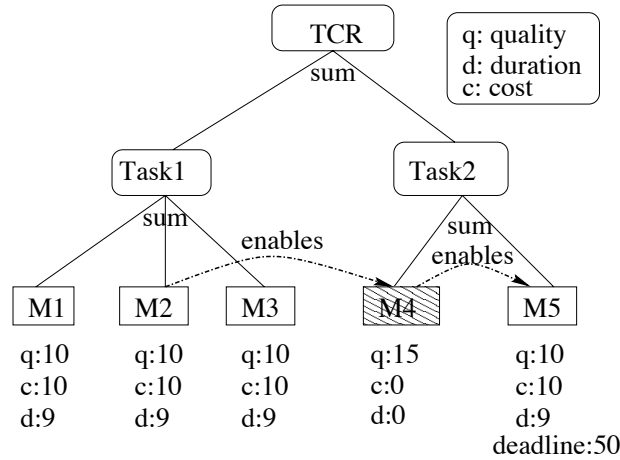 TCR
sum
q: quality
d: duration
c: cost
Task1
Task2
sum
sum
enables
enables
M1
M2
M3
M4
M5
q:10
q:10
q:10
q:15
q:10
c:10
c:10
c:10
c:0
c:10
d:9
d:9
d:9
d:0
d:9
deadline:50